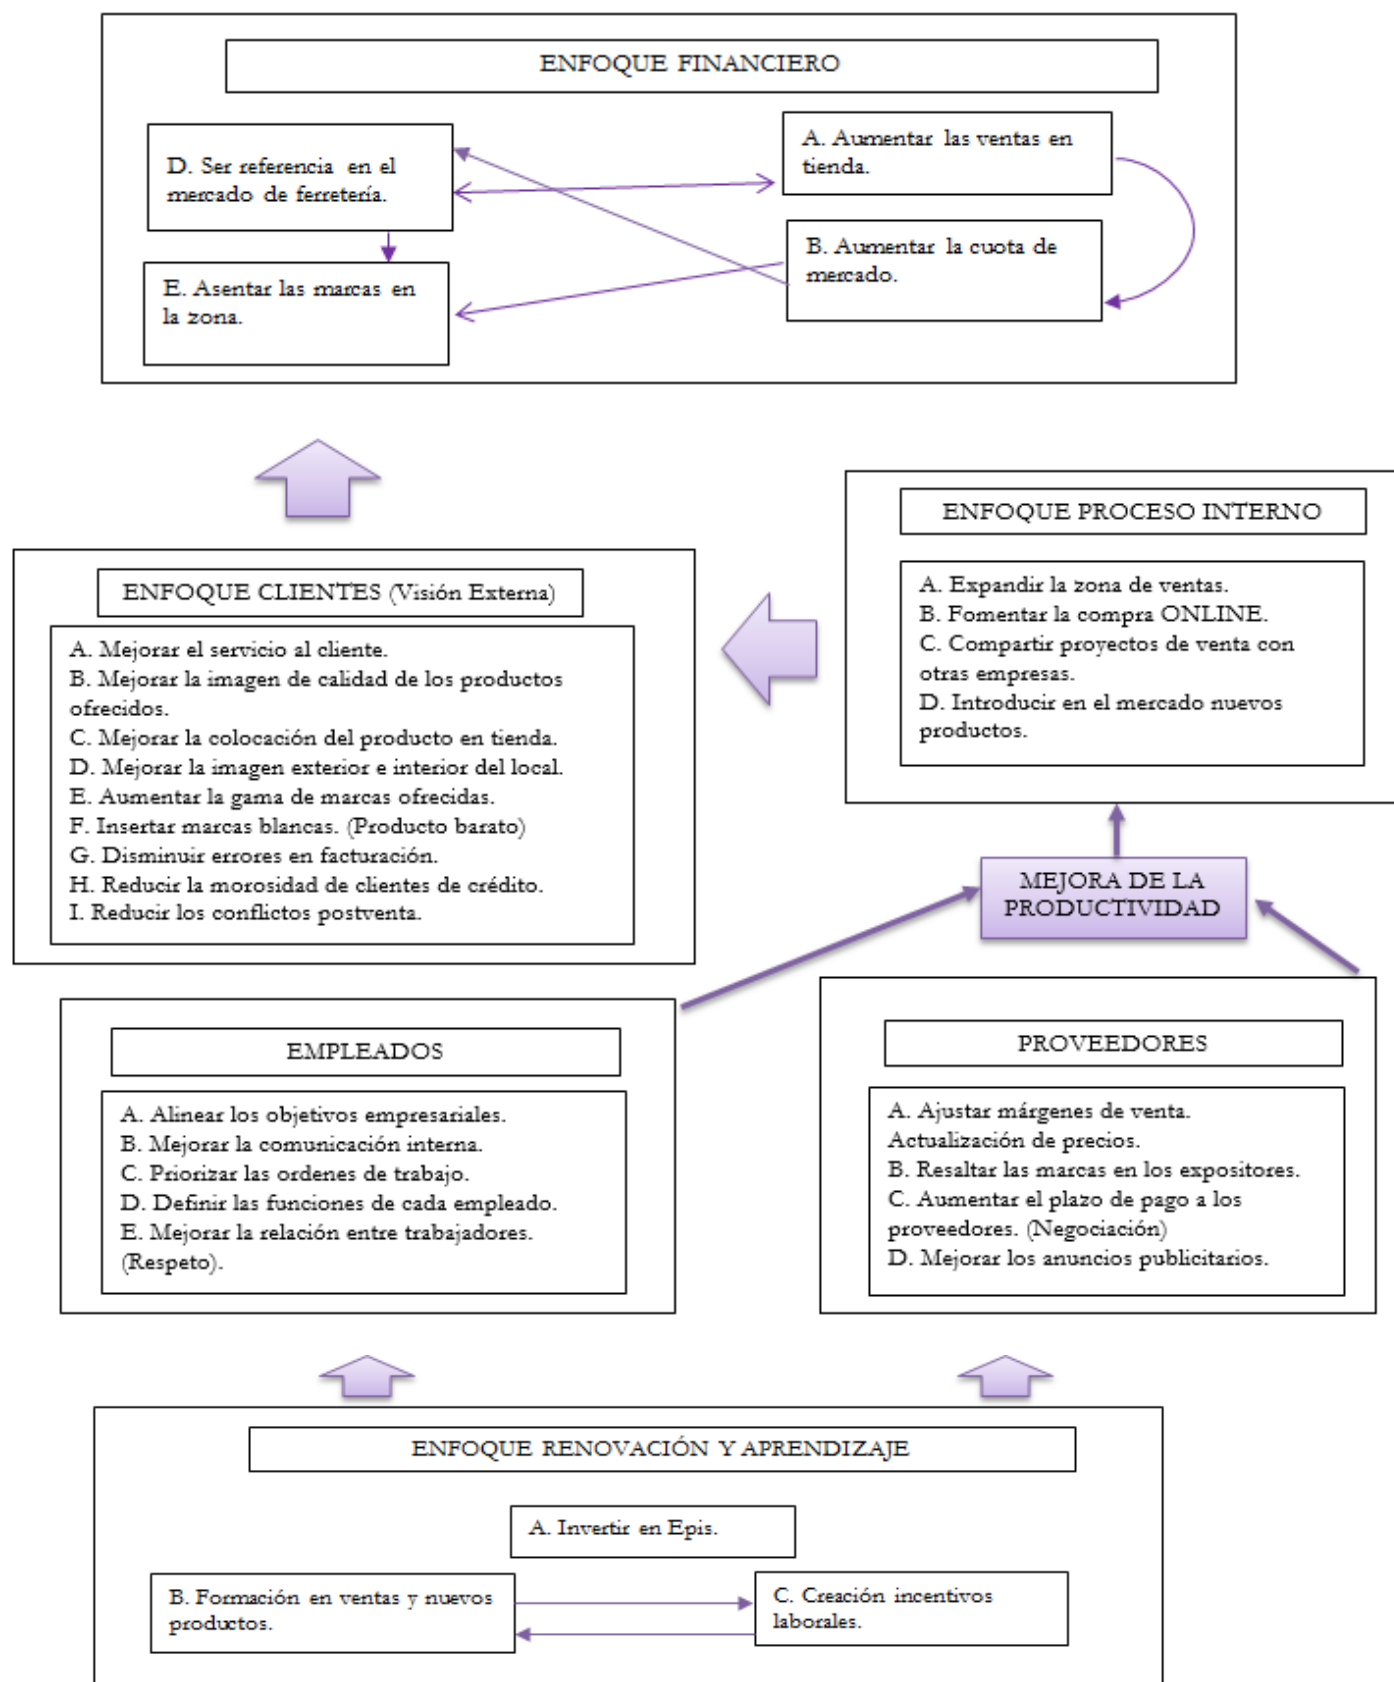 ENFOQUE FINANCIERO
D. Ser referencia en el
mercado de ferretería.
A. Aumentar las ventas en
tienda.
B. Aumentar la cuota de
mercado.
E. Asentar las marcas en
la zona.
ENFOQUE PROCESO INTERNO
A. Expandir la zona de ventas.
B. Fomentar la compra ONLINE.
C. Compartir proyectos de venta con
otras empresas.
D. Introducir en el mercado nuevos
productos.
ENFOQUE CLIENTES (Visión Externa)
A. Mejorar el servicio al cliente.
B. Mejorar la imagen de calidad de los productos
ofrecidos.
C. Mejorar la colocación del producto en tienda.
D. Mejorar la imagen exterior e interior del local.
E. Aumentar la gama de marcas ofrecidas.
F. Insertar marcas blancas. (Producto barato)
G. Disminuir errores en facturación.
H. Reducir la morosidad de clientes de crédito.
I. Reducir los conflictos postventa.
MEJORA DE LA
PRODUCTIVIDAD
EMPLEADOS
A. Alinear los objetivos empresariales.
B. Mejorar la comunicación interna.
C. Priorizar las ordenes de trabajo.
D. Definir las funciones de cada empleado.
E. Mejorar la relación entre trabajadores.
(Respeto).
PROVEEDORES
A. Ajustar márgenes de venta.
Actualización de precios.
B. Resaltar las marcas en los expositores.
C. Aumentar el plazo de pago a los
proveedores. (Negociación)
D. Mejorar los anuncios publicitarios.
ENFOQUE RENOVACIÓN Y APRENDIZAJE
A. Invertir en Epis.
B. Formación en ventas y nuevos
productos.
C. Creación incentivos
laborales.